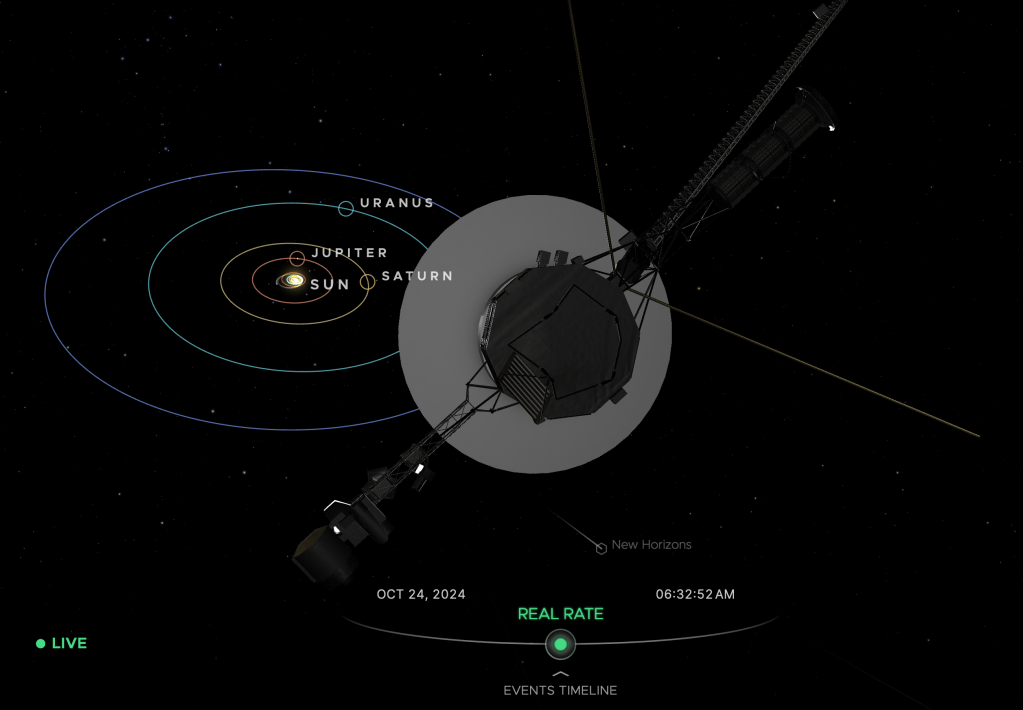 URANUS
JUPITER
SATURN
SUN
New Horizons
OCT 24, 2024
06:32:52 AM
REAL RATE
LIVE
EVENTS TIMELINE